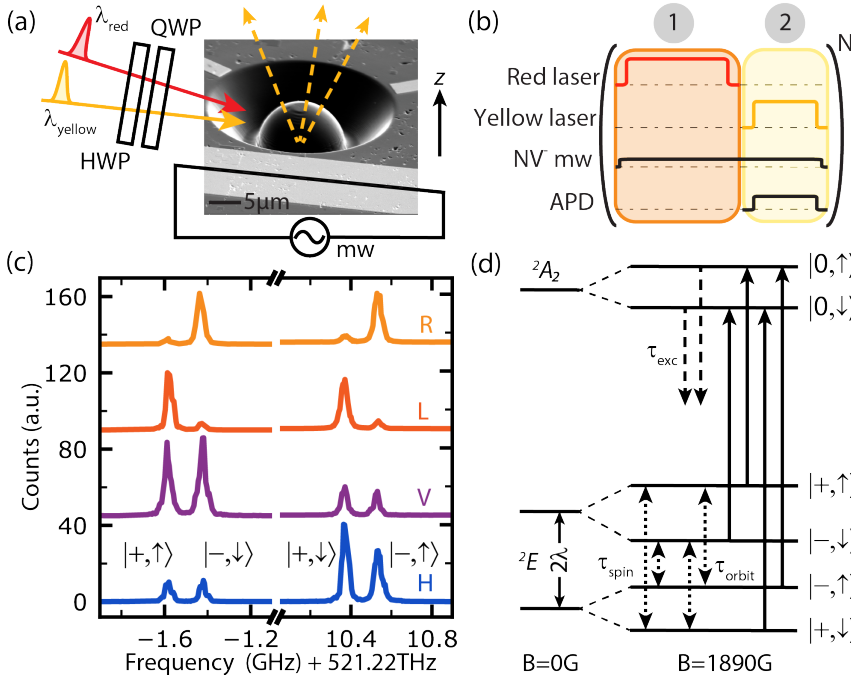 (a)
λred
QWP
λyellow
HWP
z
5μm
mw
(b)
1
2
N
Red laser
Yellow laser
NV⁻ mw
APD
(c)
160
120
80
40
0
Counts (a.u.)
R
L
V
H
|+,↑⟩
|−,↓⟩
|+,↓⟩
|−,↑⟩
−1.6
−1.2
10.4
10.8
Frequency (GHz) + 521.22THz
(d)
²A₂
|0,↑⟩
|0,↓⟩
τexc
|+,↑⟩
|−,↓⟩
|−,↑⟩
|+,↓⟩
²E
2λ
τspin
τorbit
B=0G
B=1890G